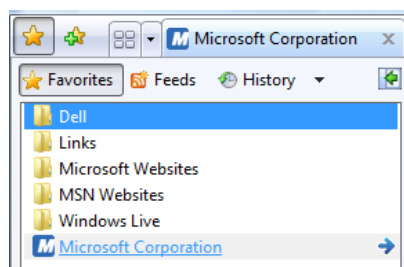 Microsoft Corporation
Favorites Feeds History
Dell
Links
Microsoft Websites
MSN Websites
Windows Live
Microsoft Corporation